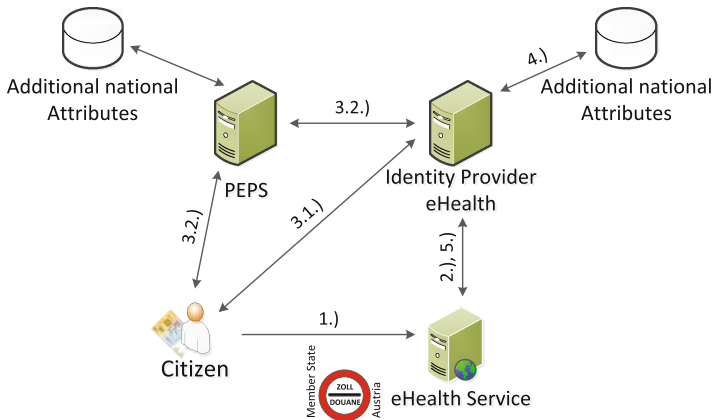 Additional national
Attributes
4.)
Additional national
Attributes
3.2.)
PEPS
Identity Provider
eHealth
3.1.)
3.2.)
2.), 5.)
1.)
Citizen
Member State
ZOLL
DOUANE
Austria
eHealth Service